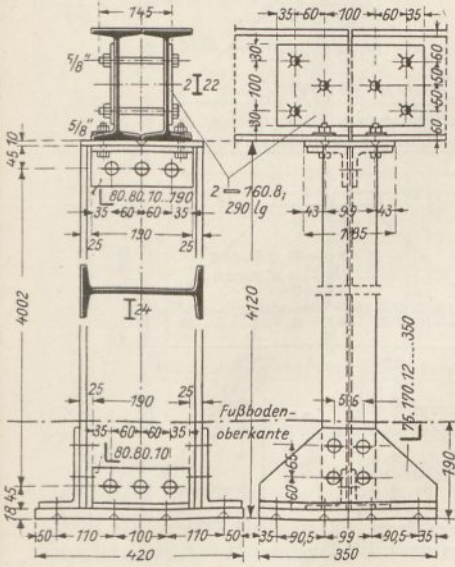 145
35 60 100 60 35
5/8"
2 I 22
30
100
30
60
50
50
60
5/8"
45 10
L 80.80.10...190
2 — 160.8;
290 lg
35 60 60 35
25 190 25
43 99 43
185
4002
I 24
4120
25 190 25
35 60 60 35
Fußboden-
oberkante
L 80.80.10
56
L 75.170.12.....350
60 65
190
18 45
50 110 100 110 50
420
35 90,5 99 90,5 35
350